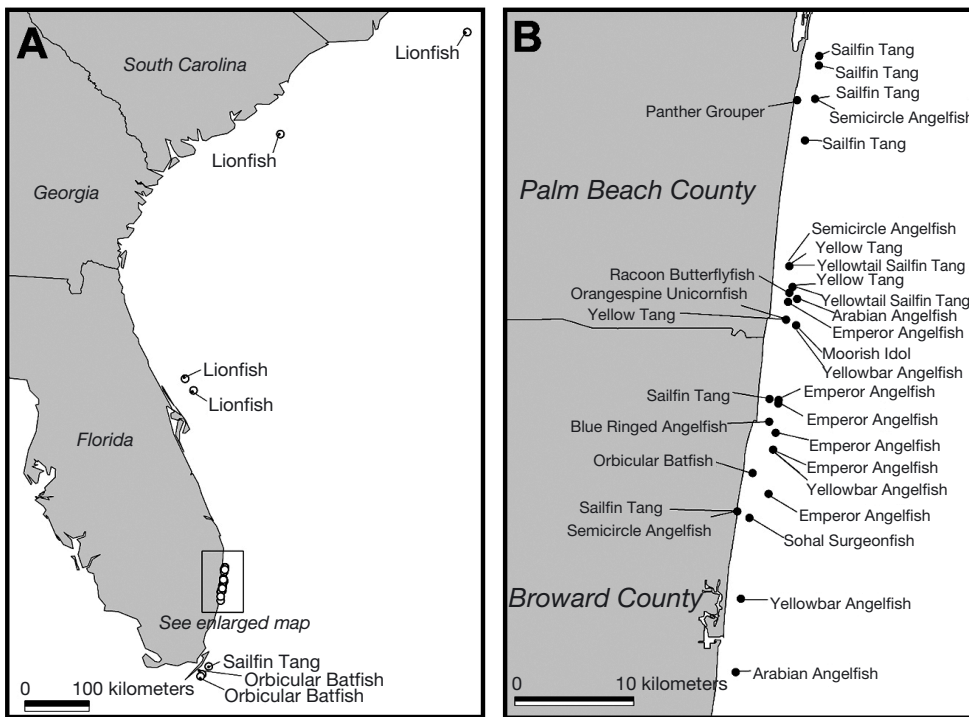 A
Lionfish
South Carolina
Lionfish
Georgia
Lionfish
Lionfish
Florida
See enlarged map
Sailfin Tang
Orbicular Batfish
Orbicular Batfish
0 100 kilometers
B
Sailfin Tang
Sailfin Tang
Sailfin Tang
Panther Grouper
Semicircle Angelfish
Sailfin Tang
Palm Beach County
Semicircle Angelfish
Yellow Tang
Yellowtail Sailfin Tang
Racoon Butterflyfish
Yellow Tang
Orangespine Unicornfish
Yellowtail Sailfin Tang
Yellow Tang
Arabian Angelfish
Emperor Angelfish
Moorish Idol
Yellowbar Angelfish
Sailfin Tang
Emperor Angelfish
Emperor Angelfish
Blue Ringed Angelfish
Emperor Angelfish
Orbicular Batfish
Emperor Angelfish
Yellowbar Angelfish
Sailfin Tang
Emperor Angelfish
Semicircle Angelfish
Sohal Surgeonfish
Broward County
Yellowbar Angelfish
Arabian Angelfish
0 10 kilometers